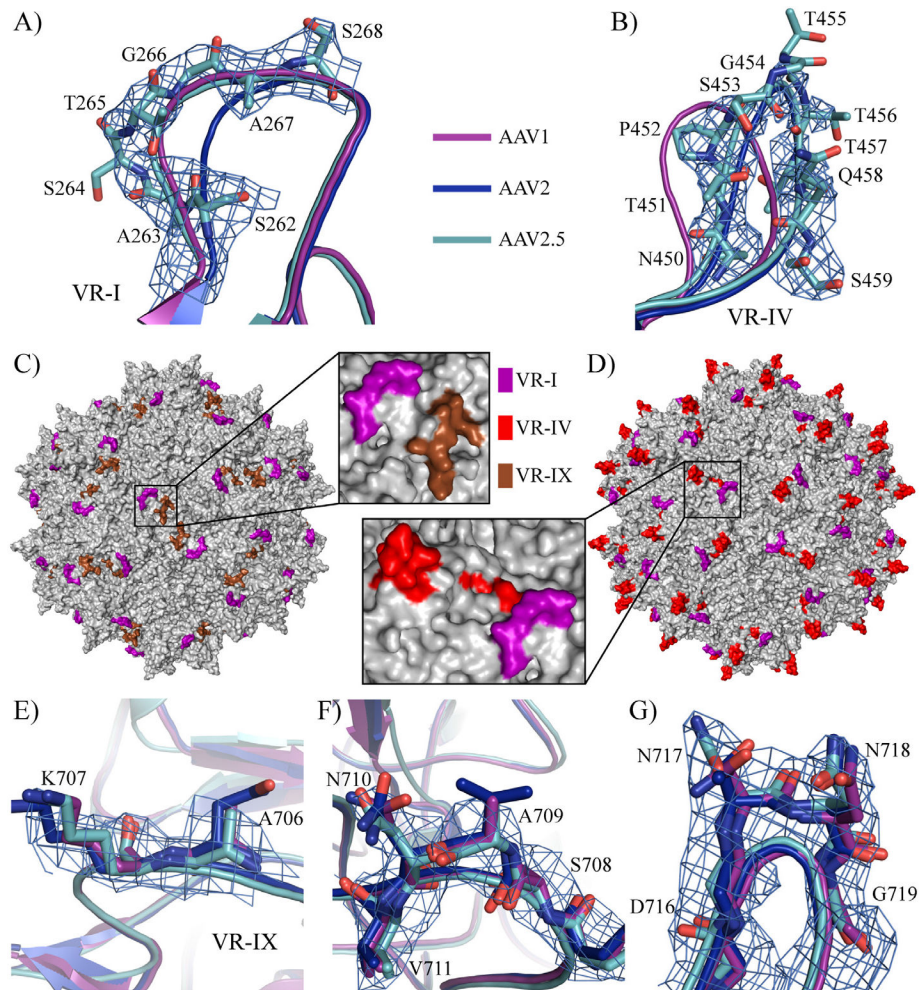 A)
S268
G266
T265
A267
S264
S262
A263
VR-I
AAV1
AAV2
AAV2.5
B)
T455
G454
S453
T456
P452
T457
Q458
T451
N450
S459
VR-IV
C)
VR-I
VR-IV
VR-IX
D)
E)
K707
A706
VR-IX
F)
N710
A709
S708
V711
G)
N717
N718
D716
G719